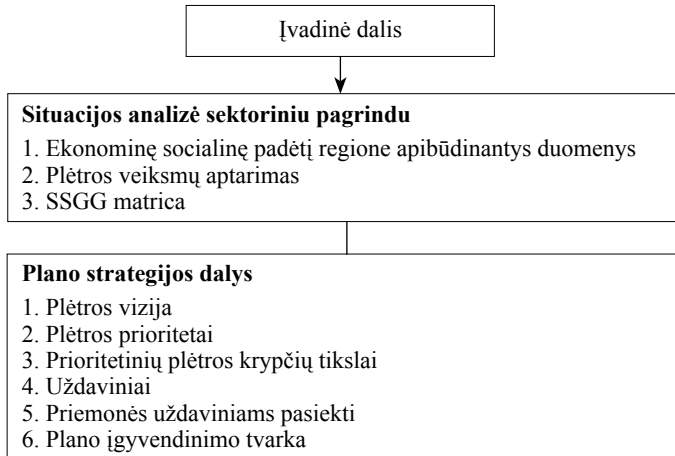 Įvadinė dalis
Situacijos analizė sektoriniu pagrindu
1. Ekonominę socialinę padėtį regione apibūdinantys duomenys
2. Plėtros veiksmų aptarimas
3. SSGG matrica
Plano strategijos dalys
1. Plėtros vizija
2. Plėtros prioritetai
3. Prioritetinių plėtros krypčių tikslai
4. Uždaviniai
5. Priemonės uždaviniams pasiekti
6. Plano įgyvendinimo tvarka